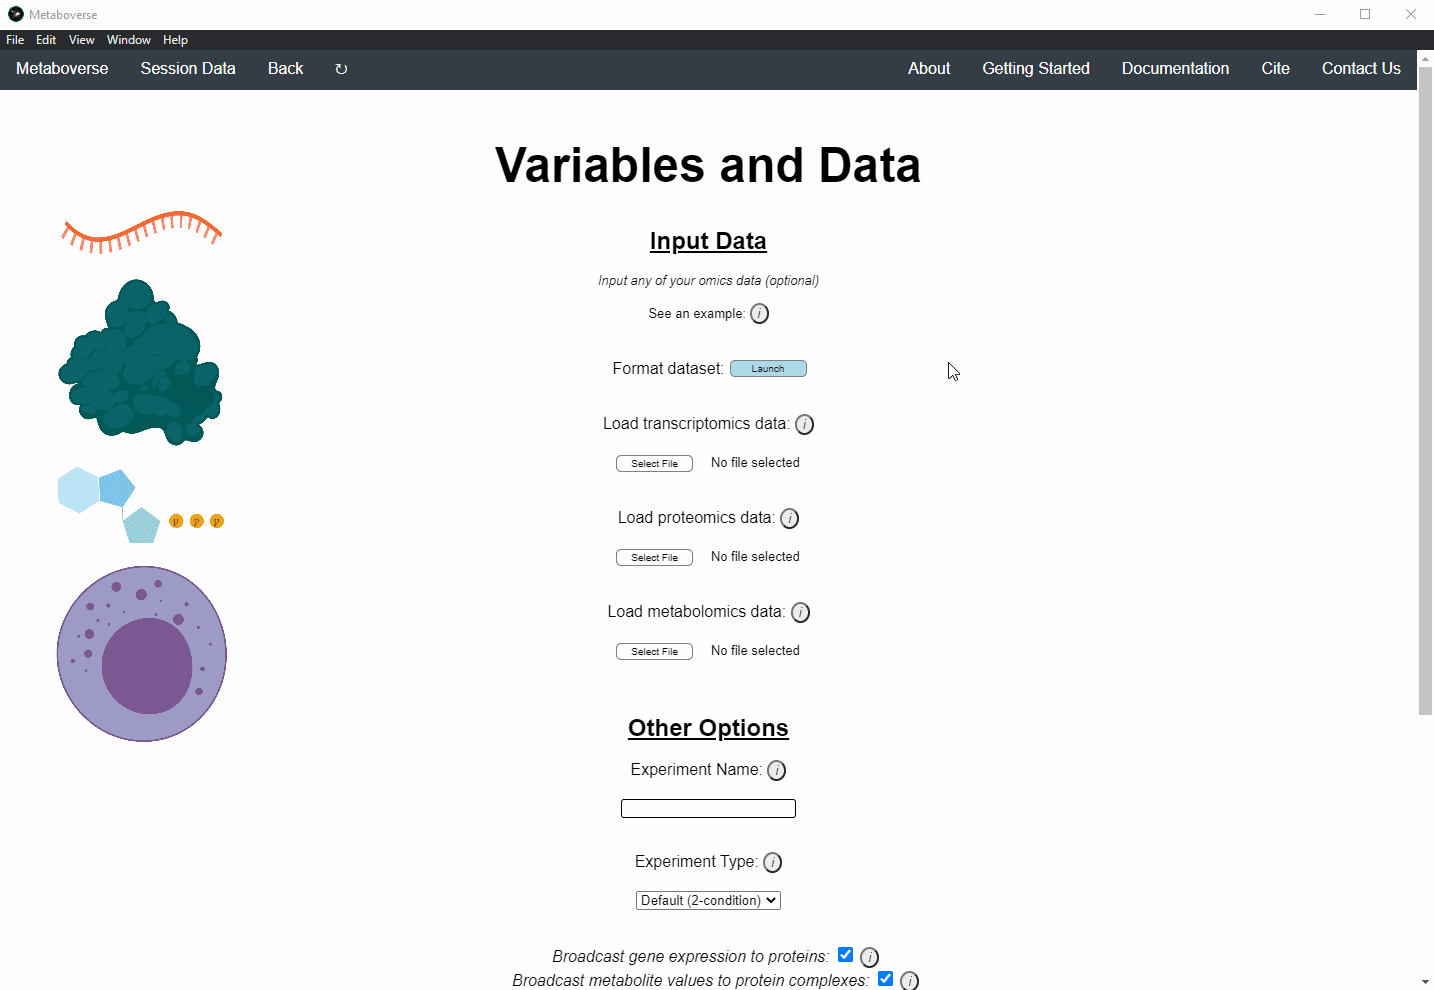 Metaboverse
File Edit View Window Help
Metaboverse Session Data Back ↻ About Getting Started Documentation Cite Contact Us
Variables and Data
Input Data
Input any of your omics data (optional)
See an example: i
Format dataset: Launch
Load transcriptomics data: i
Select File No file selected
Load proteomics data: i
Select File No file selected
P P P
Load metabolomics data: i
Select File No file selected
Other Options
Experiment Name: i
Experiment Type: i
Default (2-condition)
Broadcast gene expression to proteins: i
Broadcast metabolite values to protein complexes: i